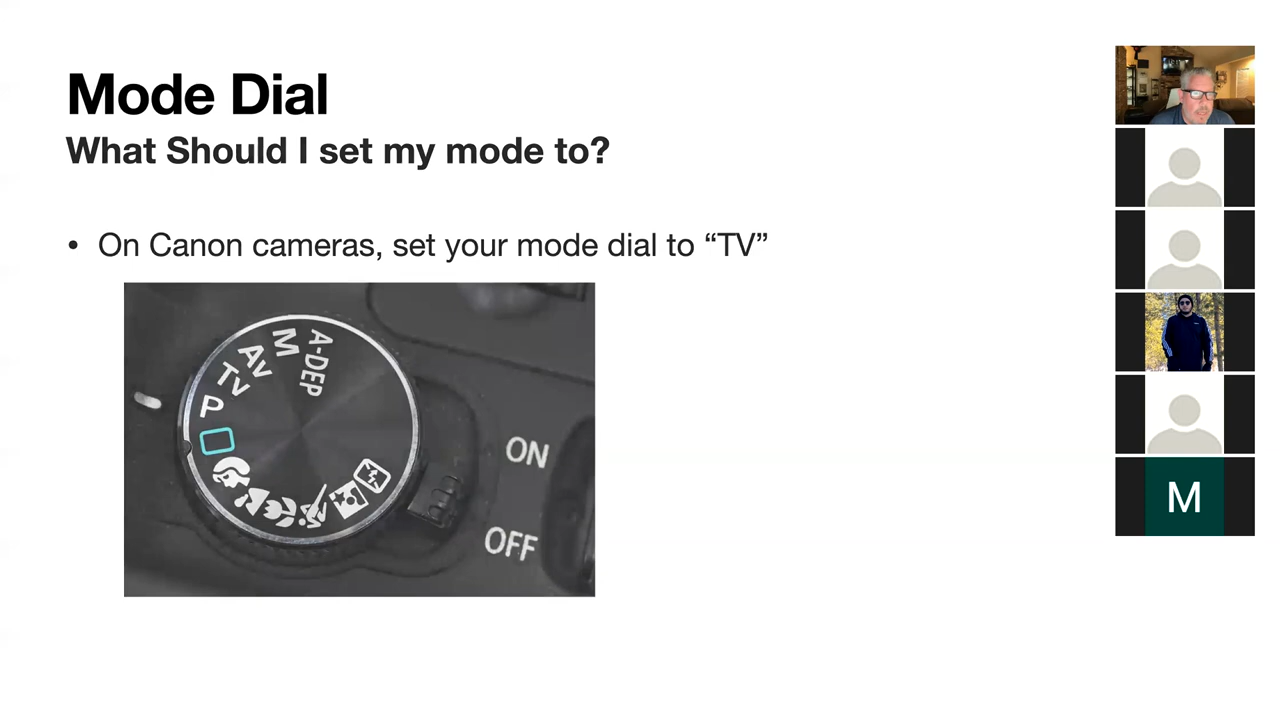 Mode Dial
What Should I set my mode to?
• On Canon cameras, set your mode dial to “TV”
A-DEP
M
AV
TV
P
ON
OFF
M